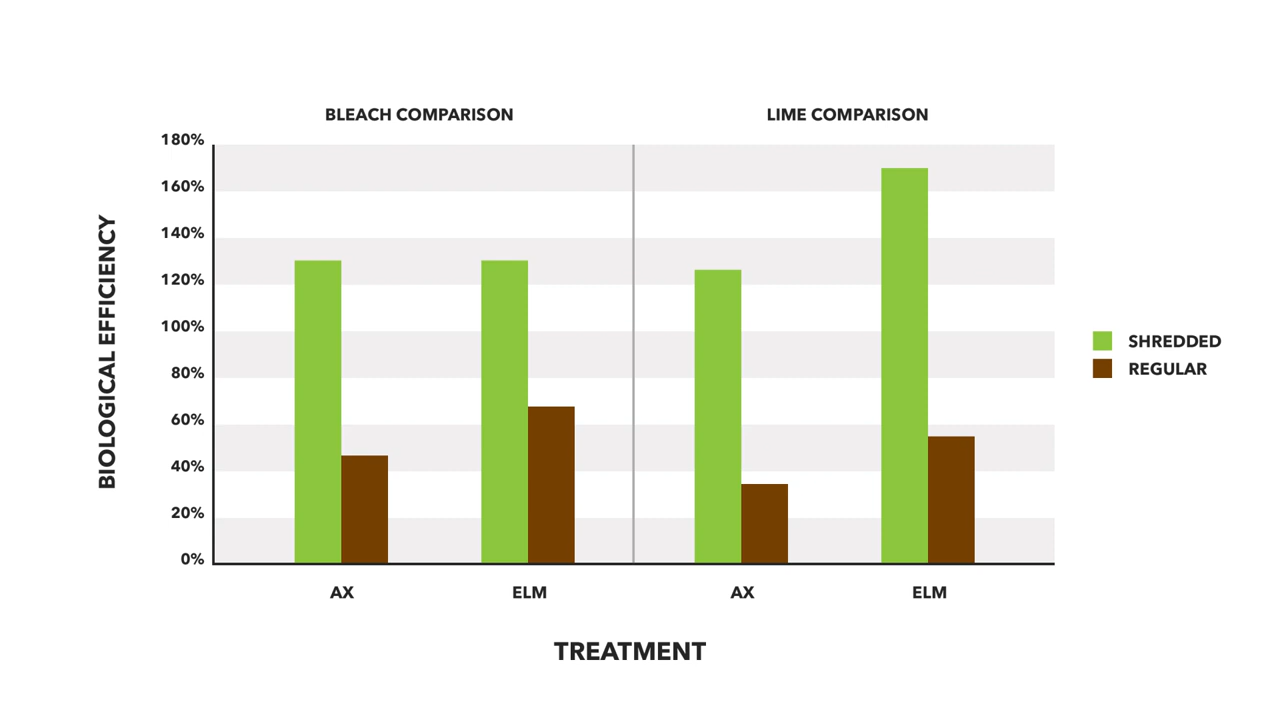 BLEACH COMPARISON
LIME COMPARISON
180%
160%
140%
120%
100%
80%
60%
40%
20%
0%
BIOLOGICAL EFFICIENCY
SHREDDED
REGULAR
AX
ELM
AX
ELM
TREATMENT